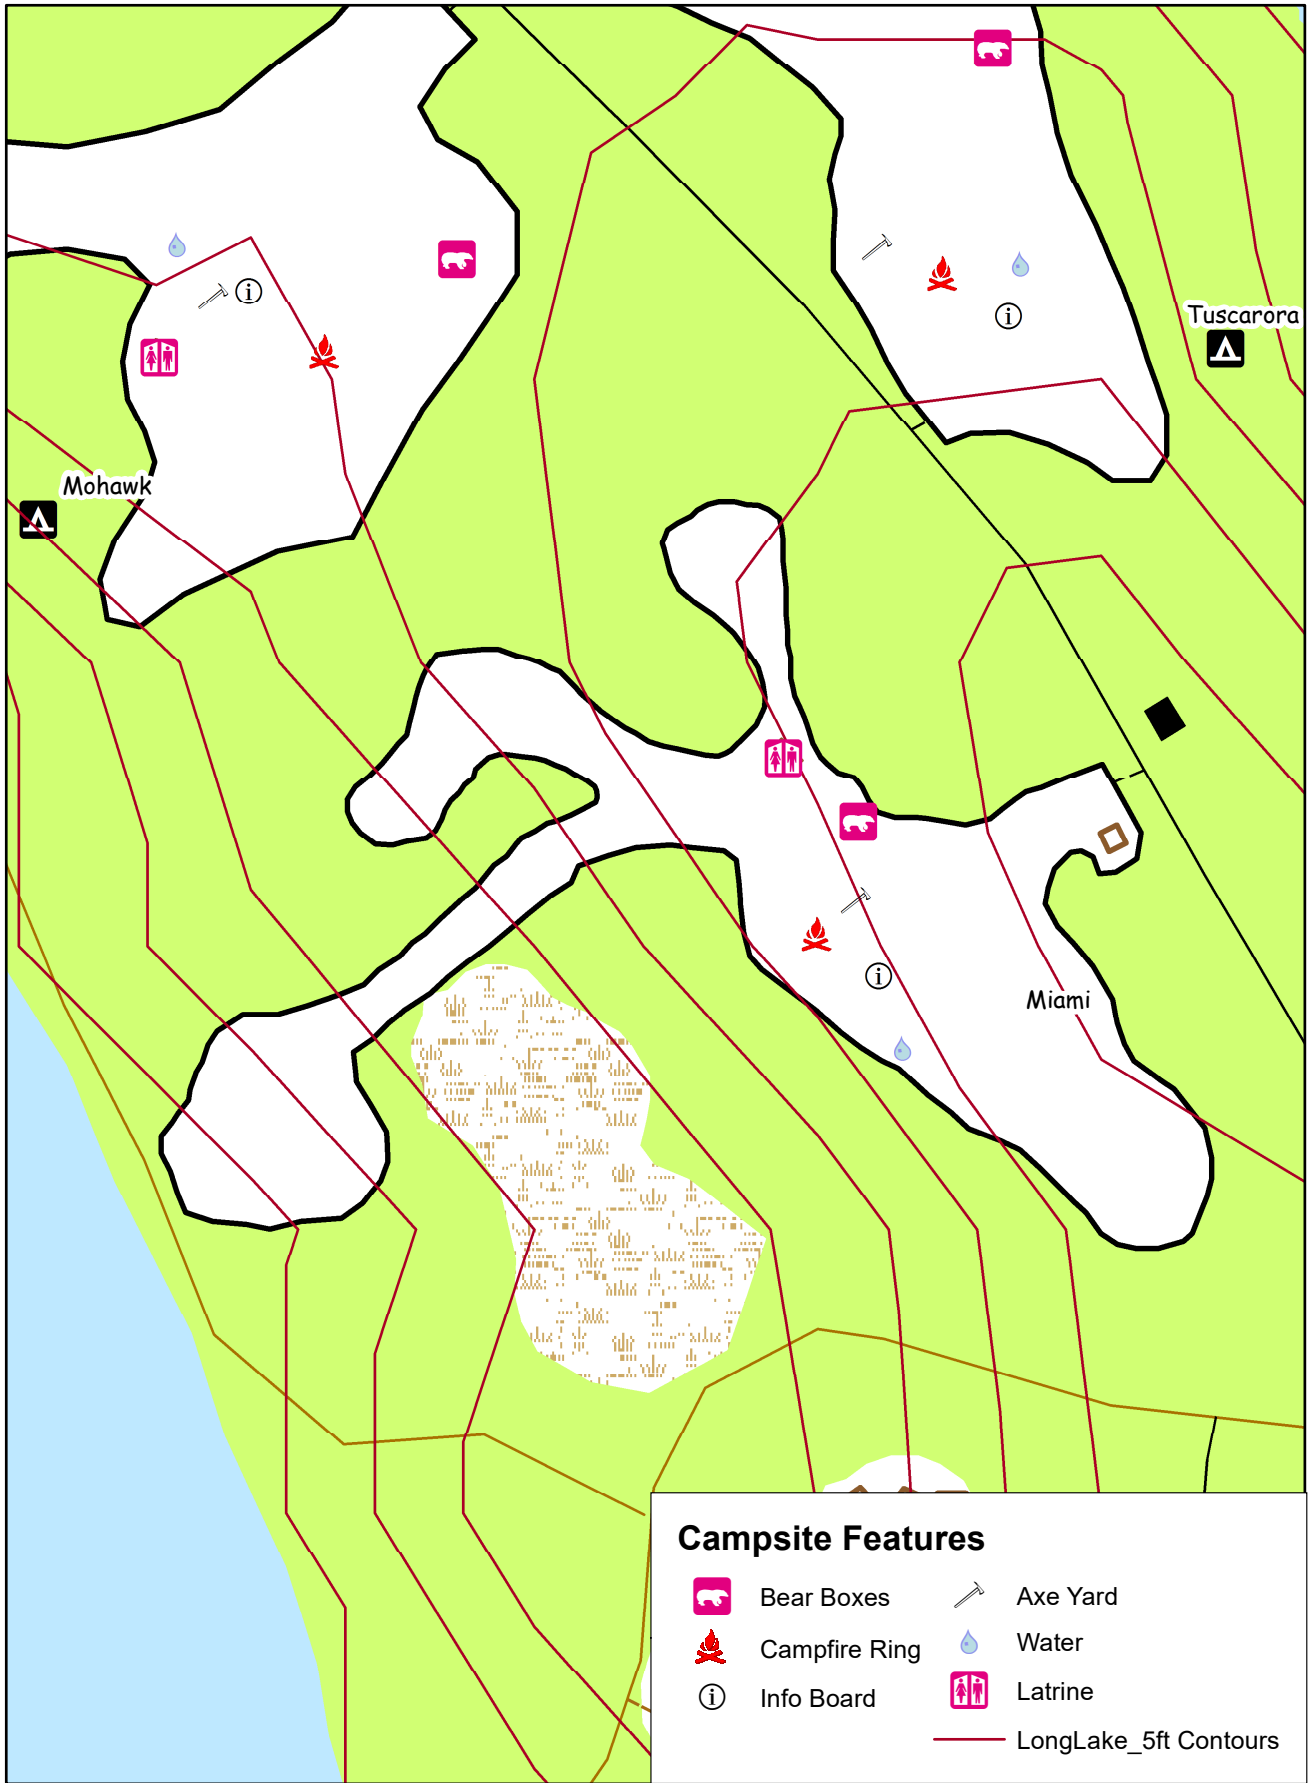 Tuscarora
Mohawk
Miami
Campsite Features
Bear Boxes
Axe Yard
Campfire Ring
Water
Info Board
Latrine
LongLake_5ft Contours